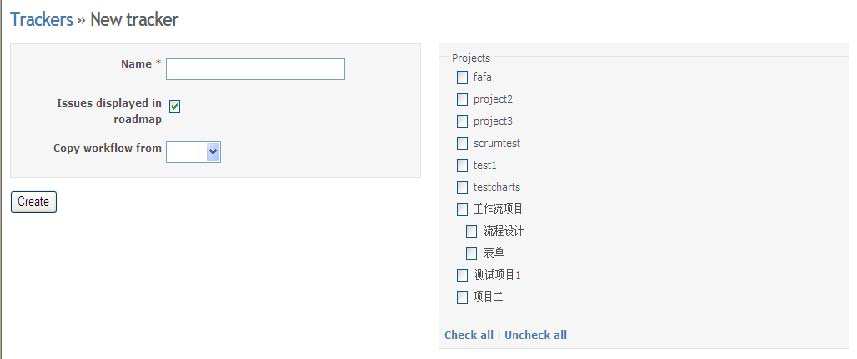 Trackers » New tracker
Name *
Issues displayed in
roadmap
Copy workflow from
Create
Projects
fafa
project2
project3
scrumtest
test1
testcharts
工作流项目
流程设计
表单
测试项目1
项目二
Check all | Uncheck all